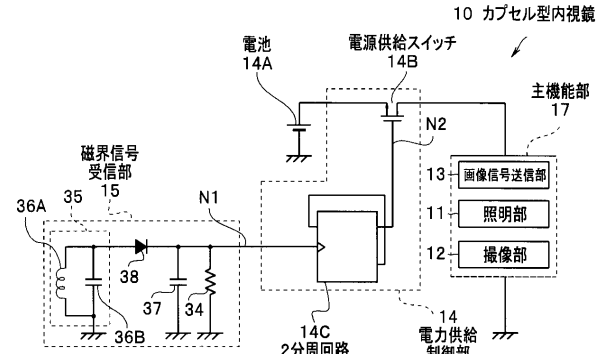 10 カプセル型内視鏡
電池
14A
電源供給スイッチ
14B
主機能部
17
N2
磁界信号
受信部
15
35
36A
N1
13
画像信号送信部
11
照明部
12
撮像部
38
37
34
36B
14C
2分周回路
14
電力供給
制御部